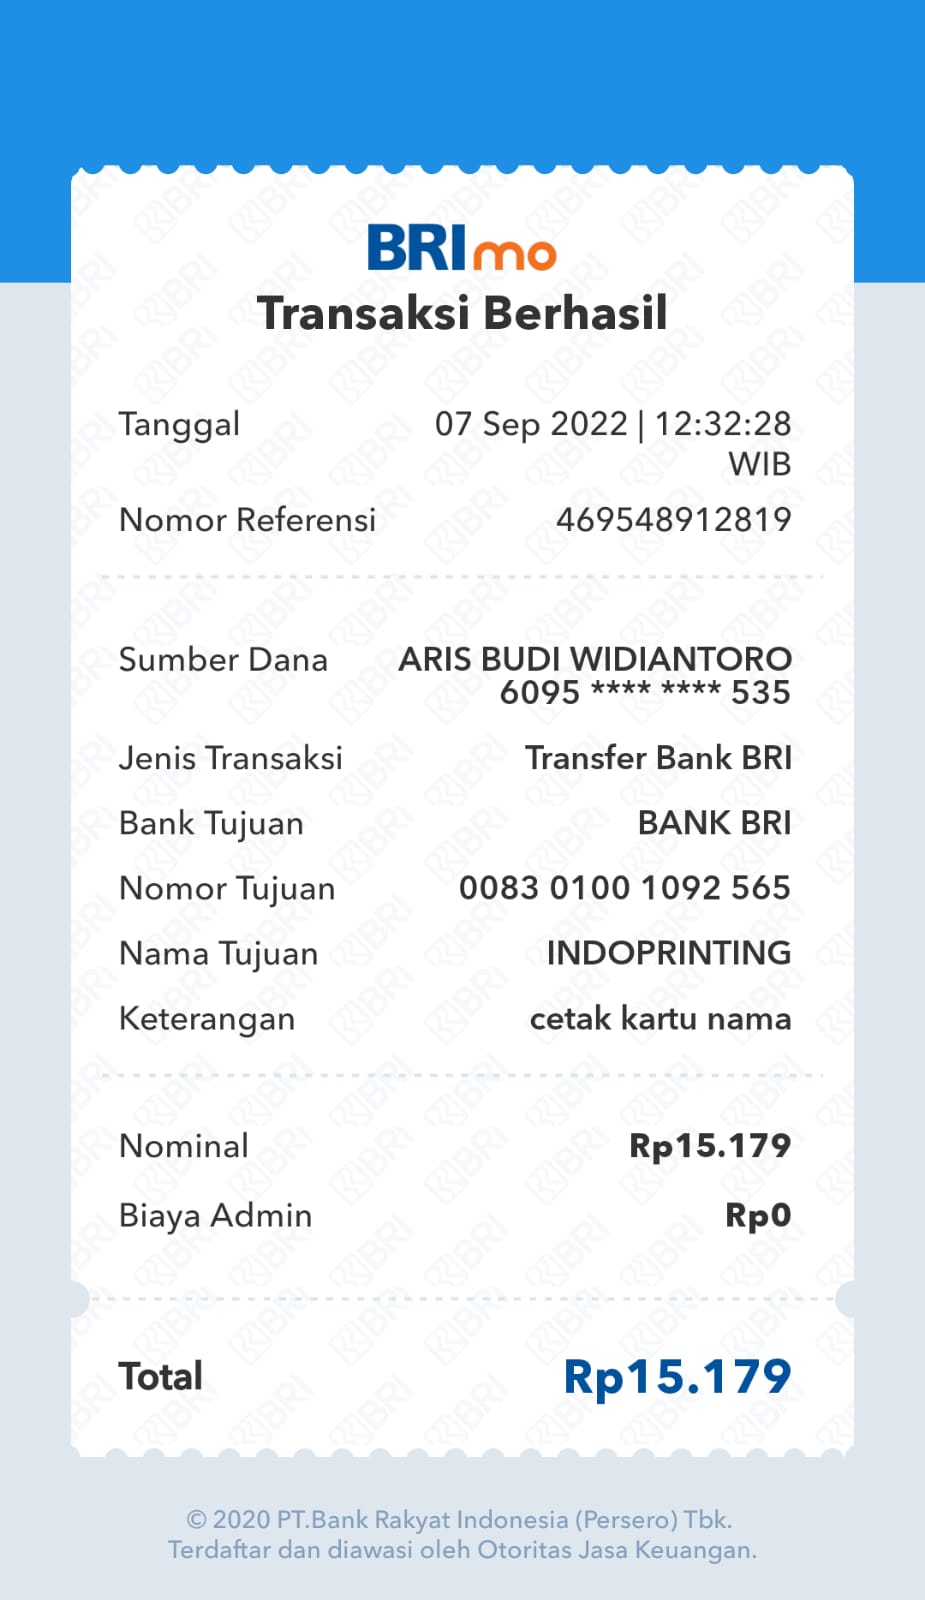 BRImo
Transaksi Berhasil
Tanggal 07 Sep 2022 | 12:32:28
WIB
Nomor Referensi 469548912819
Sumber Dana ARIS BUDI WIDIANTORO
6095 **** **** 535
Jenis Transaksi Transfer Bank BRI
Bank Tujuan BANK BRI
Nomor Tujuan 0083 0100 1092 565
Nama Tujuan INDOPRINTING
Keterangan cetak kartu nama
Nominal Rp15.179
Biaya Admin Rp0
Total Rp15.179
© 2020 PT.Bank Rakyat Indonesia (Persero) Tbk.
Terdaftar dan diawasi oleh Otoritas Jasa Keuangan.